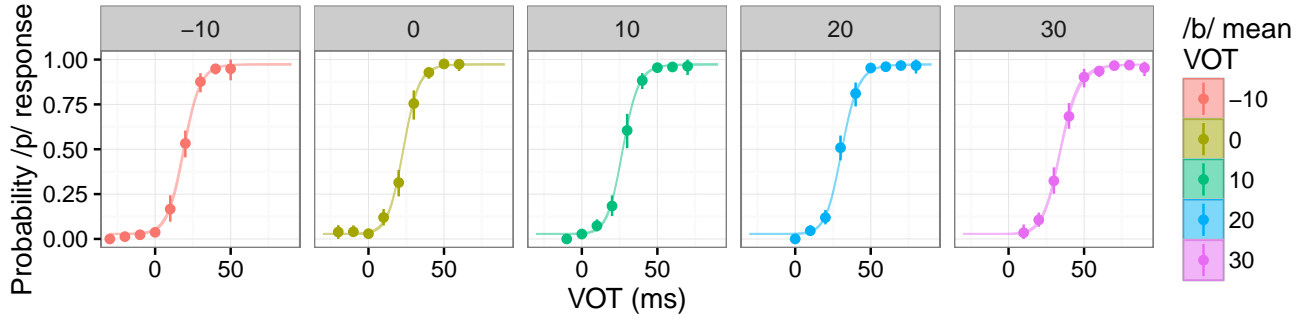 −10 0 10 20 30
Probability /p/ response
1.00
0.75
0.50
0.25
0.00
0 50 0 50 0 50 0 50 0 50
VOT (ms)
/b/ mean
VOT
−10
0
10
20
30